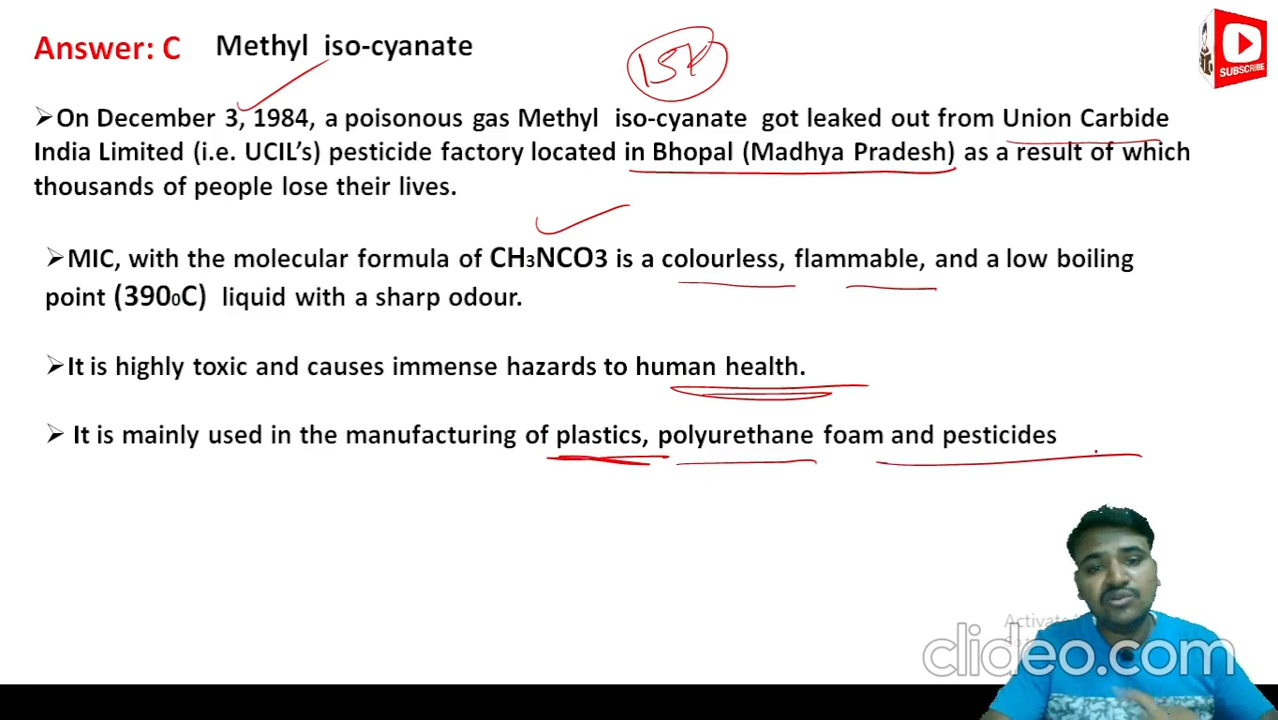 Answer: C Methyl iso-cyanate
SUBSCRIBE
➢On December 3, 1984, a poisonous gas Methyl iso-cyanate got leaked out from Union Carbide
India Limited (i.e. UCIL’s) pesticide factory located in Bhopal (Madhya Pradesh) as a result of which
thousands of people lose their lives.
➢MIC, with the molecular formula of CH₃NCO3 is a colourless, flammable, and a low boiling
point (390₀C) liquid with a sharp odour.
➢It is highly toxic and causes immense hazards to human health.
➢ It is mainly used in the manufacturing of plastics, polyurethane foam and pesticides
clideo.com